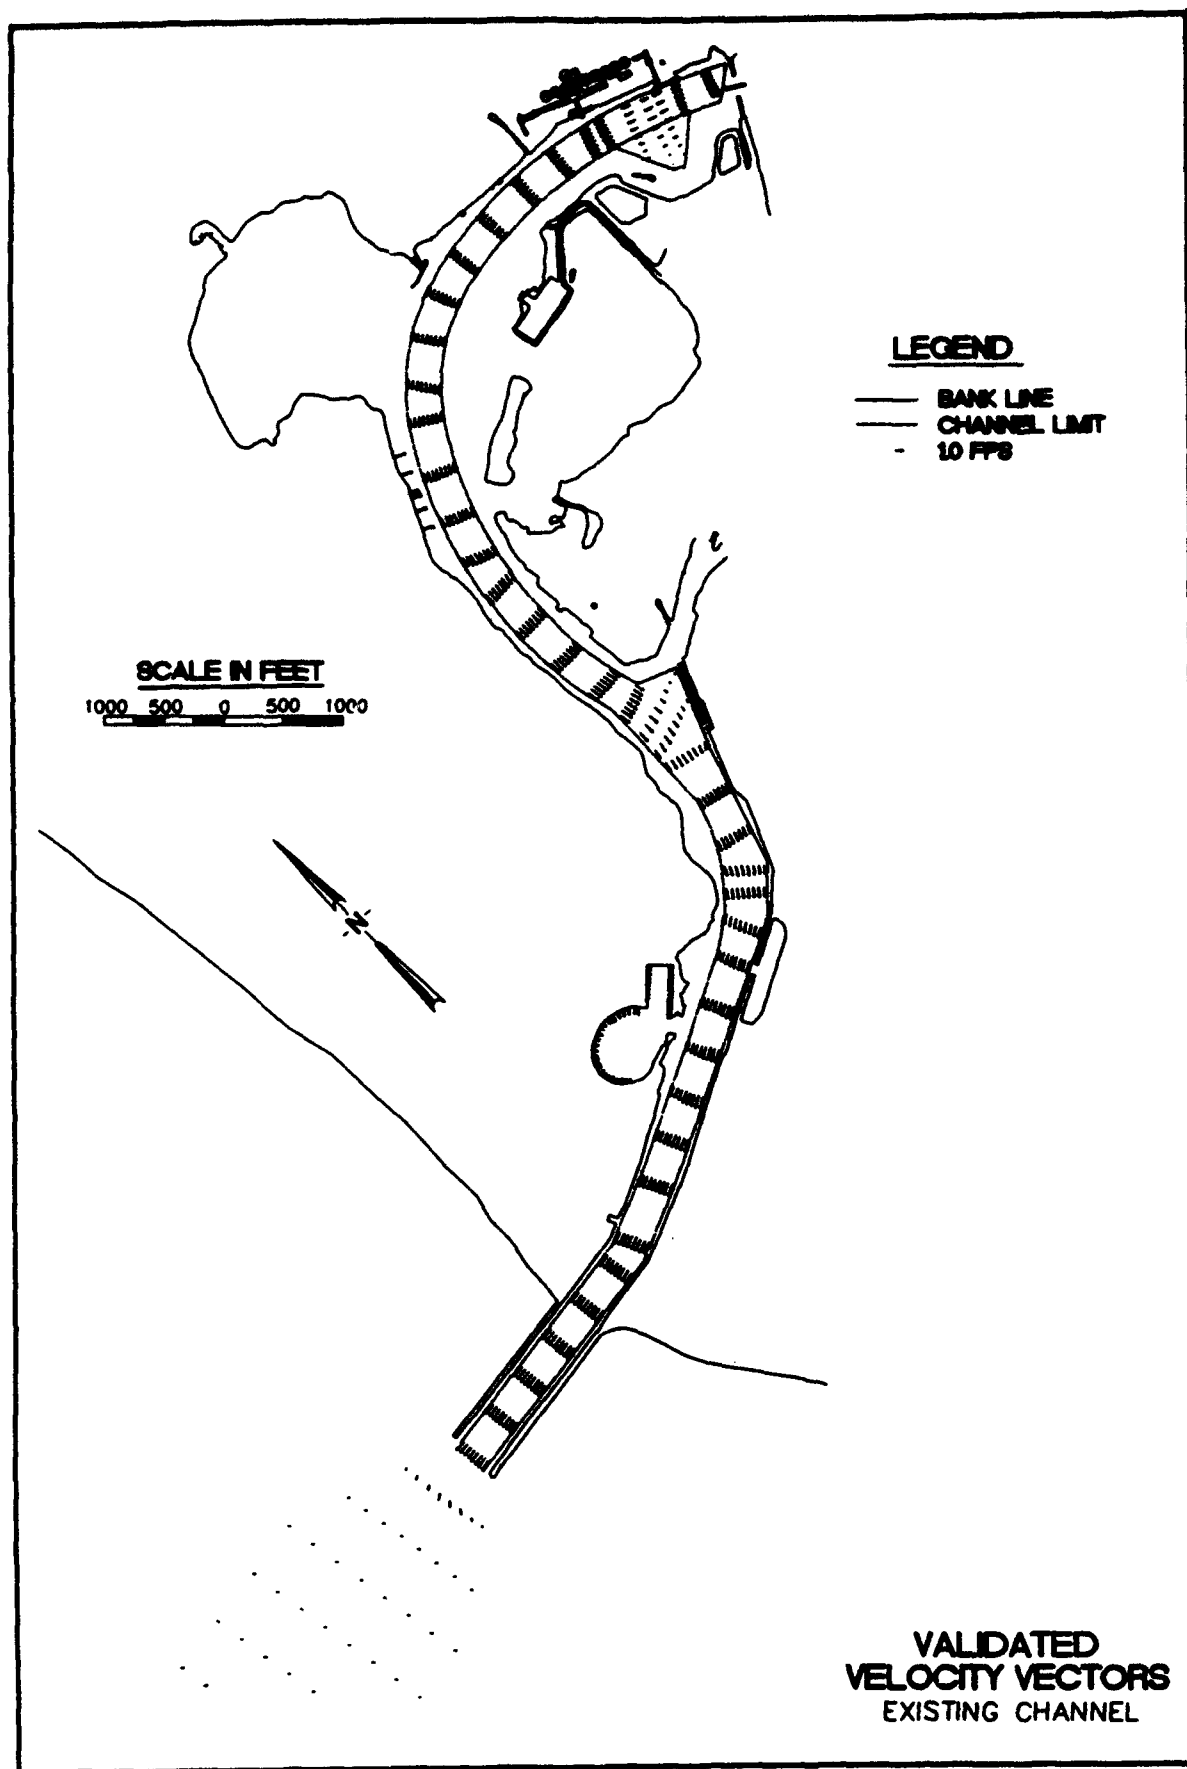 LEGEND
BANK LINE
CHANNEL LIMIT
- 10 FPS
SCALE IN FEET
1000 500 0 500 1000
N
VALIDATED
VELOCITY VECTORS
EXISTING CHANNEL